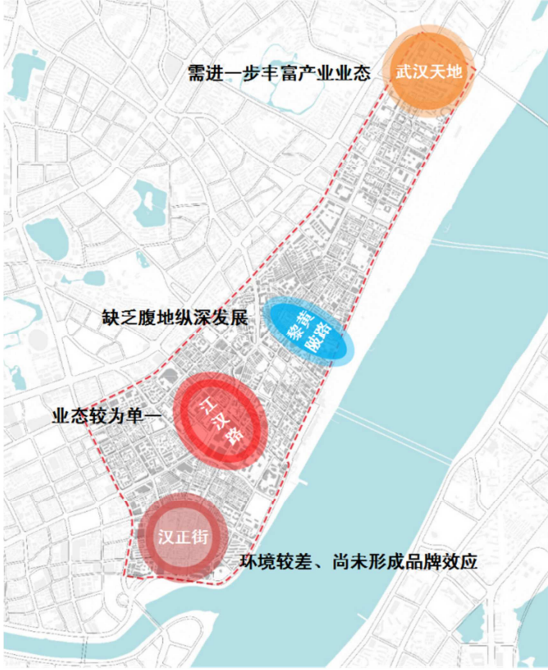 需进一步丰富产业业态
武汉天地
缺乏腹地纵深发展
黎黄
陂路
业态较为单一
江汉路
汉正街
环境较差、尚未形成品牌效应